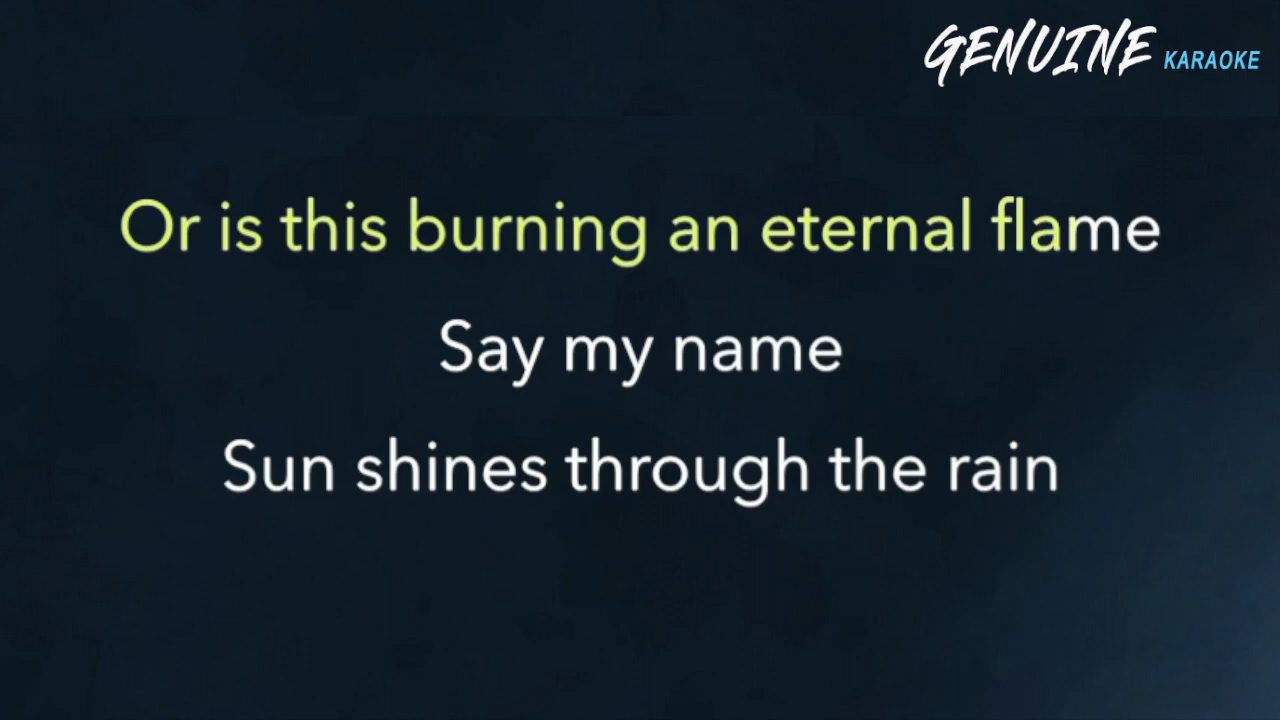 GENUINE KARAOKE
Or is this burning an eternal flame
Say my name
Sun shines through the rain